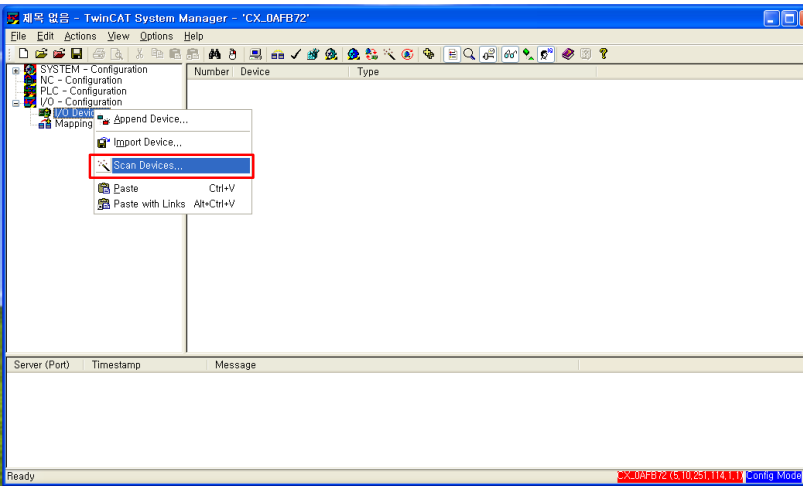 제목 없음 - TwinCAT System Manager - 'CX_0AFB72'
File Edit Actions View Options Help
Number Device Type
SYSTEM - Configuration
NC - Configuration
PLC - Configuration
I/O - Configuration
I/O Devic
Mapping
Append Device...
Import Device...
Scan Devices...
Paste Ctrl+V
Paste with Links Alt+Ctrl+V
Server (Port) Timestamp Message
Ready CX_0AFB72 (5,10,251,114,1,1) Config Mode